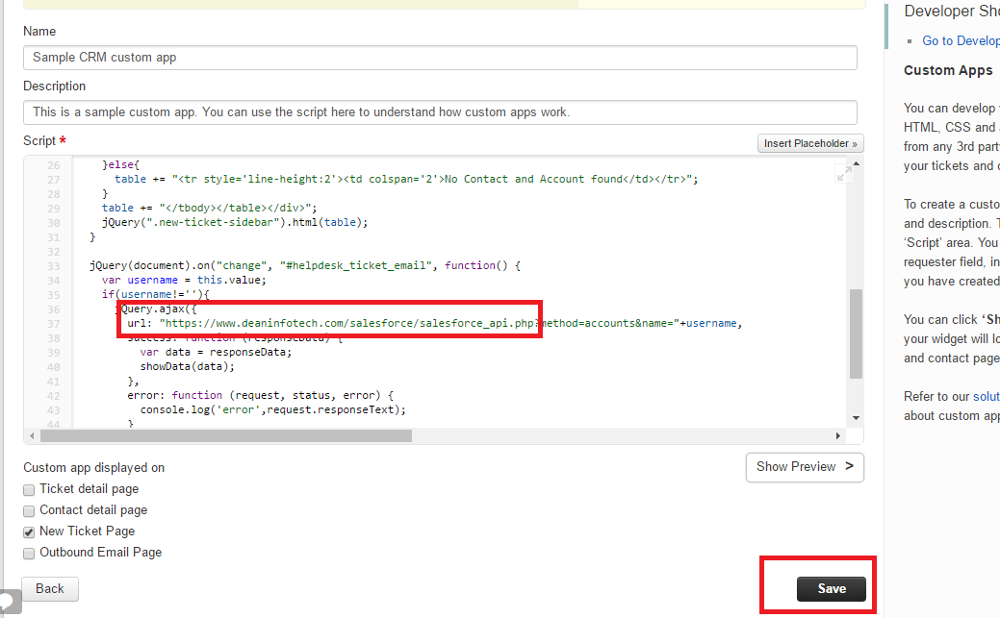 Name
Sample CRM custom app
Description
This is a sample custom app. You can use the script here to understand how custom apps work.
Script *
Insert Placeholder »
26 }else{
27 table += "<tr style='line-height:2'><td colspan='2'>No Contact and Account found</td></tr>";
28 }
29 table += "</tbody></table></div>";
30 jQuery(".new-ticket-sidebar").html(table);
31 }
32
33 jQuery(document).on("change", "#helpdesk_ticket_email", function() {
34 var username = this.value;
35 if(username!=''){
36 jQuery.ajax({
37 url: "https://www.deaninfotech.com/salesforce/salesforce_api.php?method=accounts&name="+username,
38 success: function (responseData) {
39 var data = responseData;
40 showData(data);
41 },
42 error: function (request, status, error) {
43 console.log('error',request.responseText);
44 }
Custom app displayed on
Show Preview >
Ticket detail page
Contact detail page
New Ticket Page
Outbound Email Page
Back
Save
Developer Sho
Go to Develop
Custom Apps
You can develop
HTML, CSS and
from any 3rd part
your tickets and
To create a custo
and description.
'Script' area. You
requester field, in
you have created
You can click 'Sh
your widget will lo
and contact page
Refer to our solut
about custom app